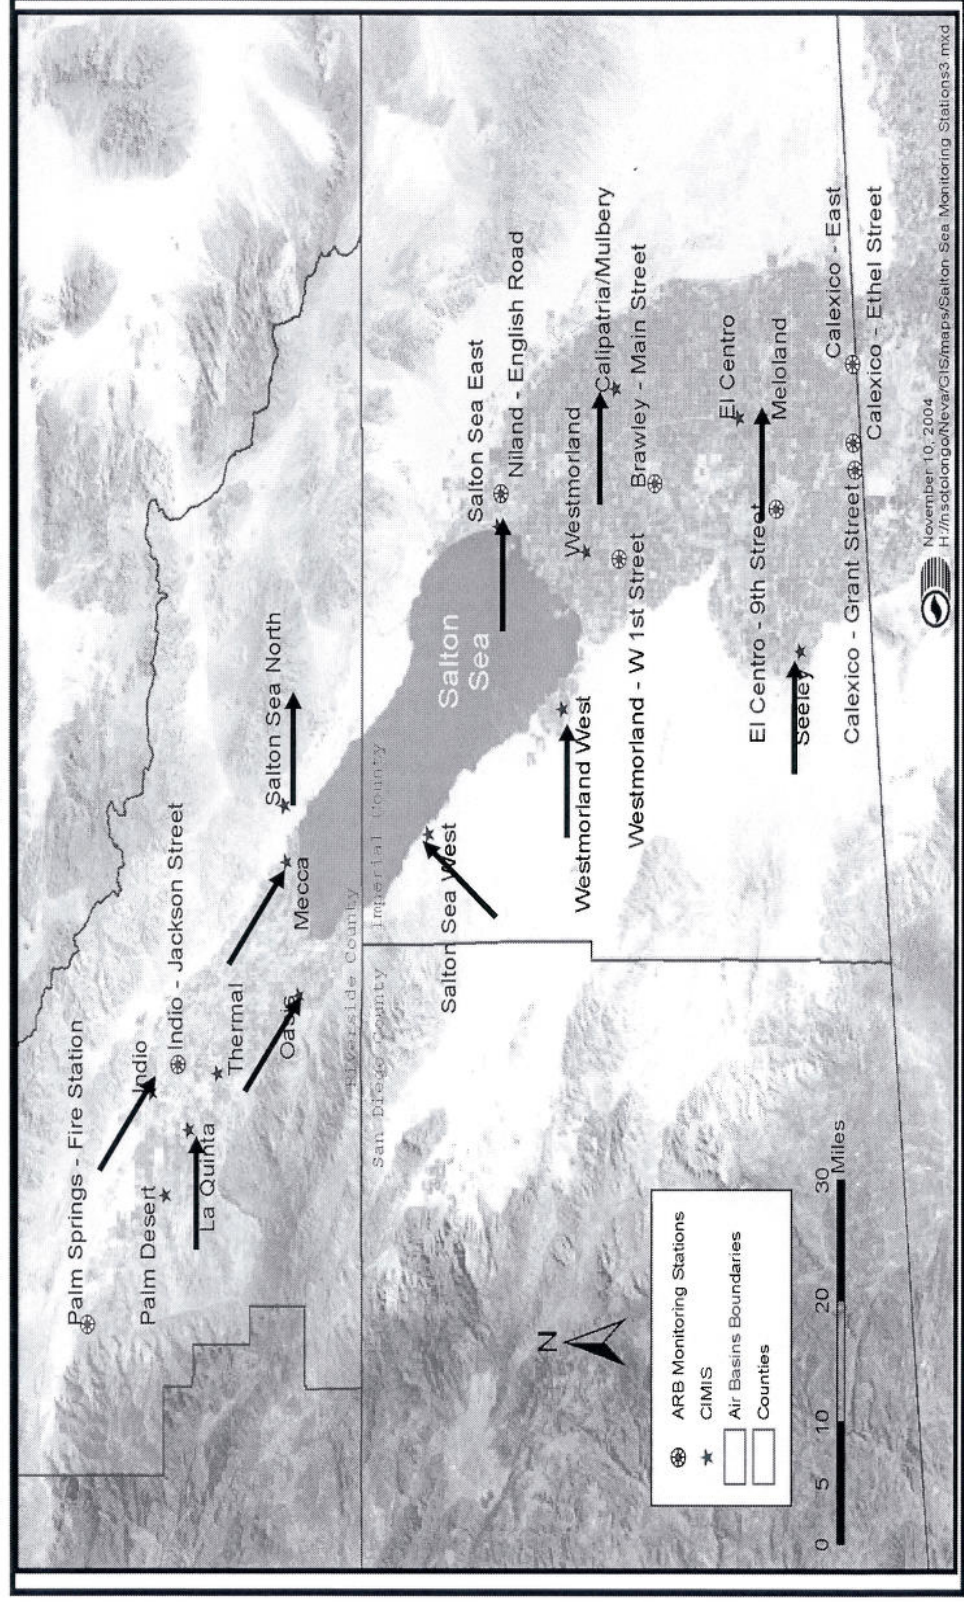 Palm Springs - Fire Station
Palm Desert
Indio
Indio - Jackson Street
La Quinta
Thermal
Oasis
Mecca
Salton Sea North
Riverside County
San Diego County
Imperial County
Salton Sea West
Salton
Sea
Salton Sea East
Niland - English Road
Westmorland West
Westmorland
Westmorland - W 1st Street
Calipatria/Mulbery
Brawley - Main Street
El Centro
Meloland
El Centro - 9th Street
Seeley
Calexico - East
Calexico - Grant Street
Calexico - Ethel Street
N
ARB Monitoring Stations
CIMIS
Air Basins Boundaries
Counties
0 5 10 20 30
Miles
November 10, 2004
H://nsotolongo/Neva/GIS/maps/Salton Sea Monitoring Stations3.mxd